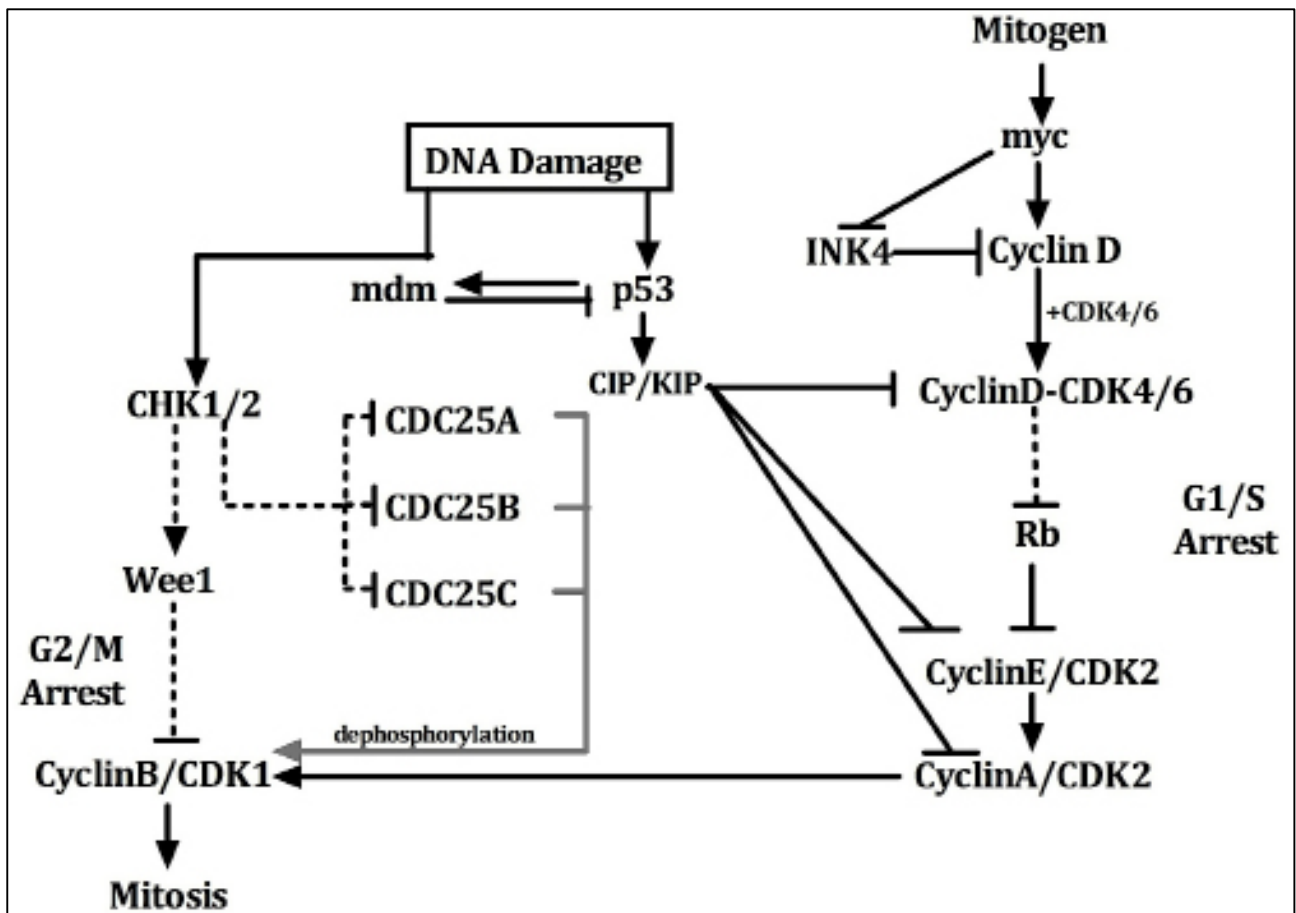 Mitogen
myc
DNA Damage
INK4
Cyclin D
mdm
p53
+CDK4/6
CIP/KIP
CyclinD-CDK4/6
CHK1/2
CDC25A
CDC25B
G1/S
Arrest
Rb
Wee1
CDC25C
G2/M
Arrest
CyclinE/CDK2
dephosphorylation
CyclinB/CDK1
CyclinA/CDK2
Mitosis